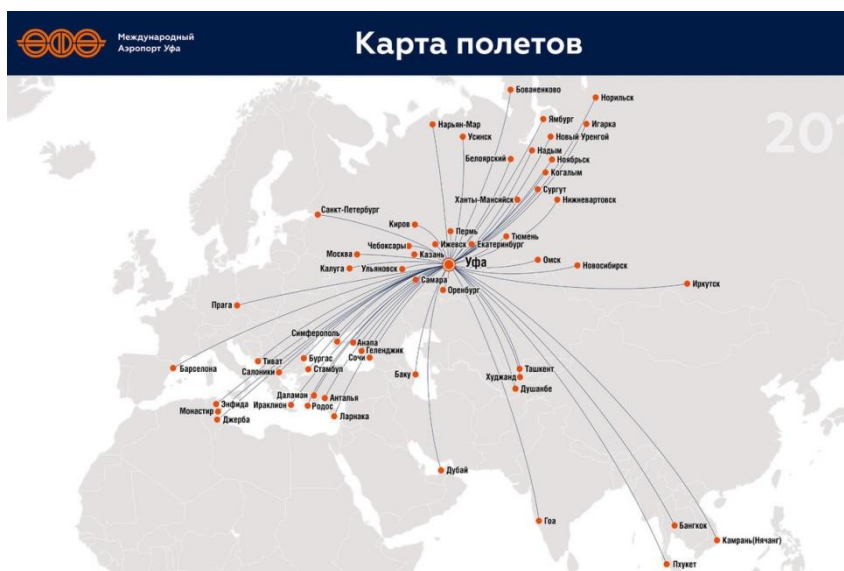 Международный
Аэропорт Уфа
Карта полетов
201
Бованенково
Норильск
Ямбург
Нарьян-Мар
Игарка
Усинск
Новый Уренгой
Надым
Белоярский
Ноябрьск
Когалым
Сургут
Ханты-Мансийск
Нижневартовск
Санкт-Петербург
Киров
Пермь
Тюмень
Чебоксары
Ижевск
Екатеринбург
Москва
Казань
Уфа
Омск
Калуга
Ульяновск
Новосибирск
Самара
Иркутск
Оренбург
Прага
Симферополь
Анапа
Геленджик
Тиват
Бургас
Сочи
Барселона
Салоники
Стамбул
Баку
Ташкент
Худжанд
Душанбе
Даламан
Анталья
Энфида
Ираклион
Родос
Монастир
Джерба
Ларнака
Дубай
Гоа
Бангкок
Камрань(Нячанг)
Пхукет